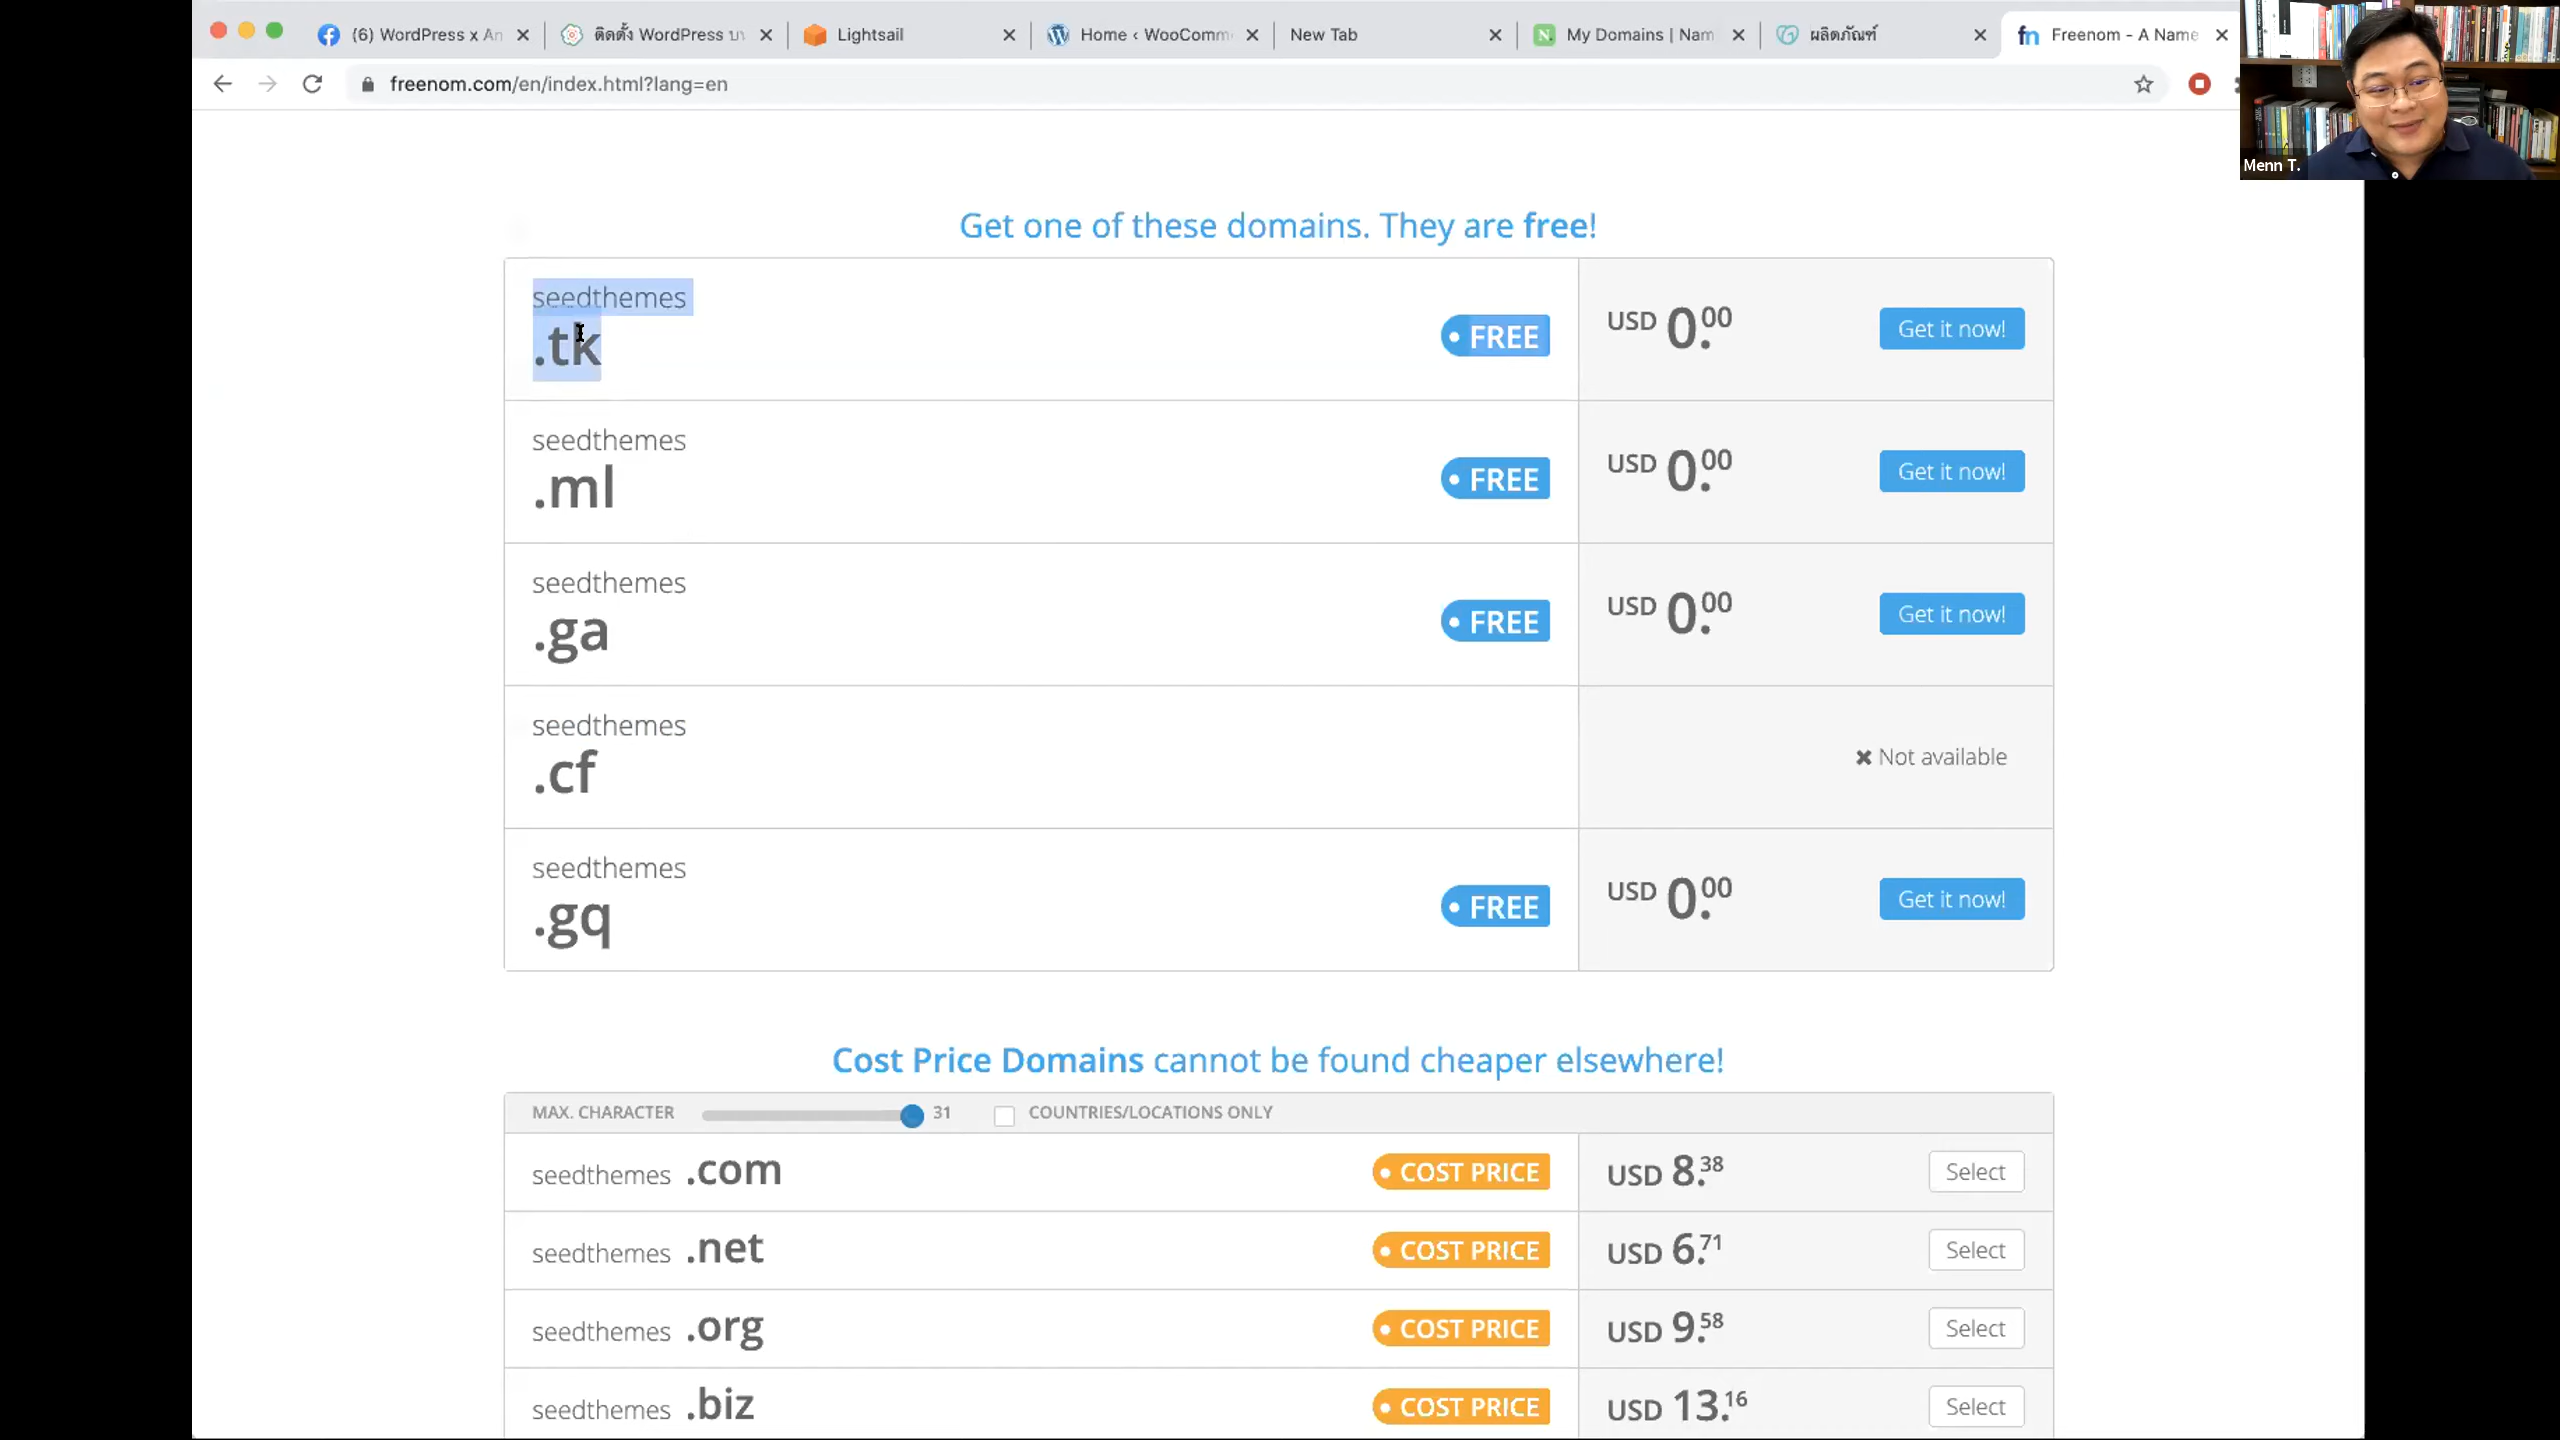 (6) WordPress x An
ติดตั้ง WordPress บน
Lightsail
Home ‹ WooComme
New Tab
My Domains | Nam
ผลิตภัณฑ์
fn Freenom - A Name
freenom.com/en/index.html?lang=en
Menn T.
Get one of these domains. They are free!
seedthemes
.tk
FREE
USD 0.00
Get it now!
seedthemes
.ml
FREE
USD 0.00
Get it now!
seedthemes
.ga
FREE
USD 0.00
Get it now!
seedthemes
.cf
Not available
seedthemes
.gq
FREE
USD 0.00
Get it now!
Cost Price Domains cannot be found cheaper elsewhere!
MAX. CHARACTER 31 COUNTRIES/LOCATIONS ONLY
seedthemes .com COST PRICE USD 8.38 Select
seedthemes .net COST PRICE USD 6.71 Select
seedthemes .org COST PRICE USD 9.58 Select
seedthemes .biz COST PRICE USD 13.16 Select